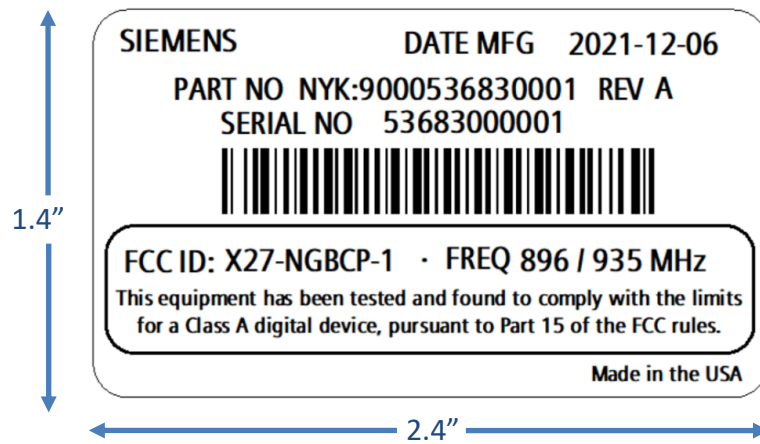 SIEMENS DATE MFG 2021-12-06
PART NO NYK:9000536830001 REV A
SERIAL NO 53683000001
1.4”
FCC ID: X27-NGBCP-1 · FREQ 896 / 935 MHz
This equipment has been tested and found to comply with the limits
for a Class A digital device, pursuant to Part 15 of the FCC rules.
Made in the USA
2.4”